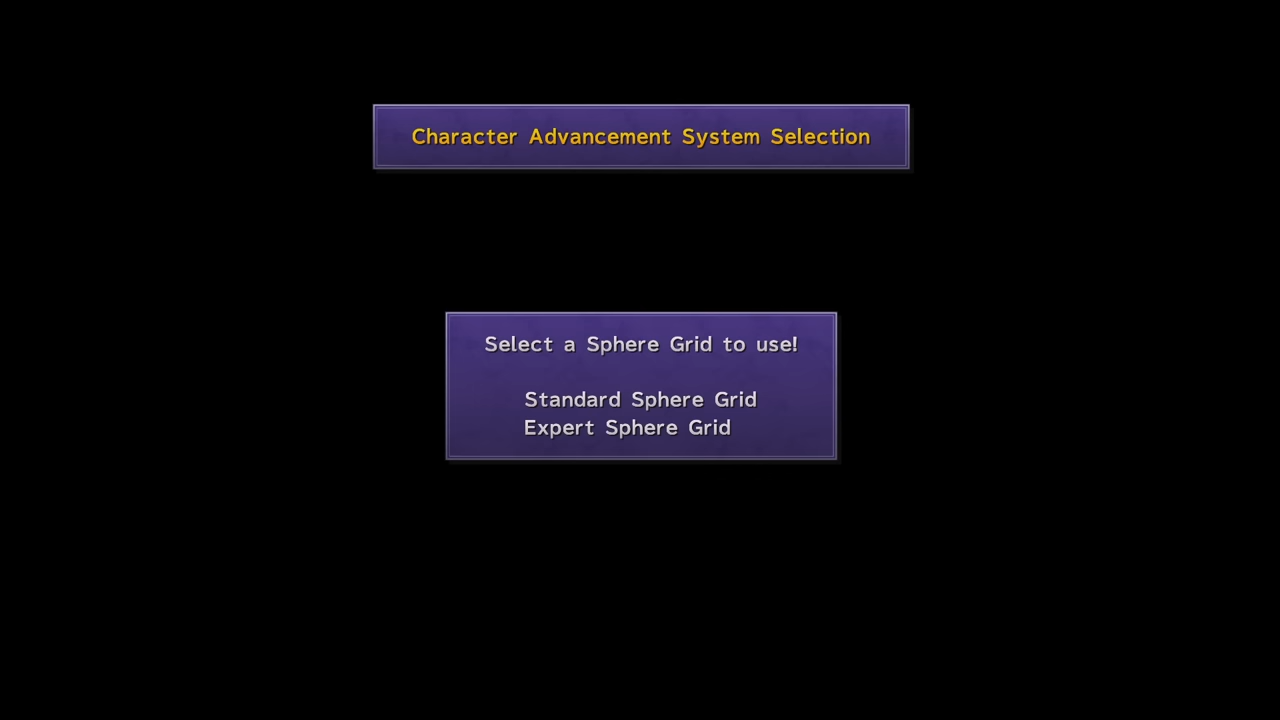 Character Advancement System Selection
Select a Sphere Grid to use!
Standard Sphere Grid
Expert Sphere Grid